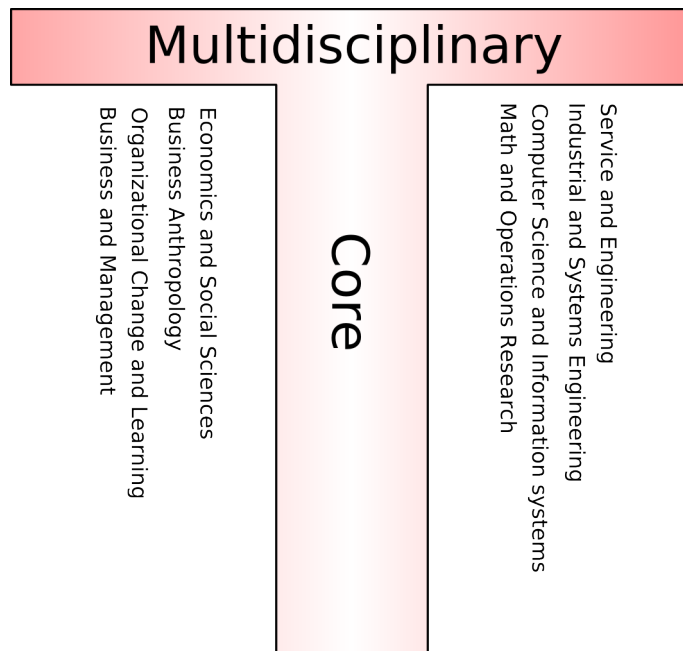 Multidisciplinary
Core
Economics and Social Sciences
Business Anthropology
Organizational Change and Learning
Business and Management
Service and Engineering
Industrial and Systems Engineering
Computer Science and Information systems
Math and Operations Research